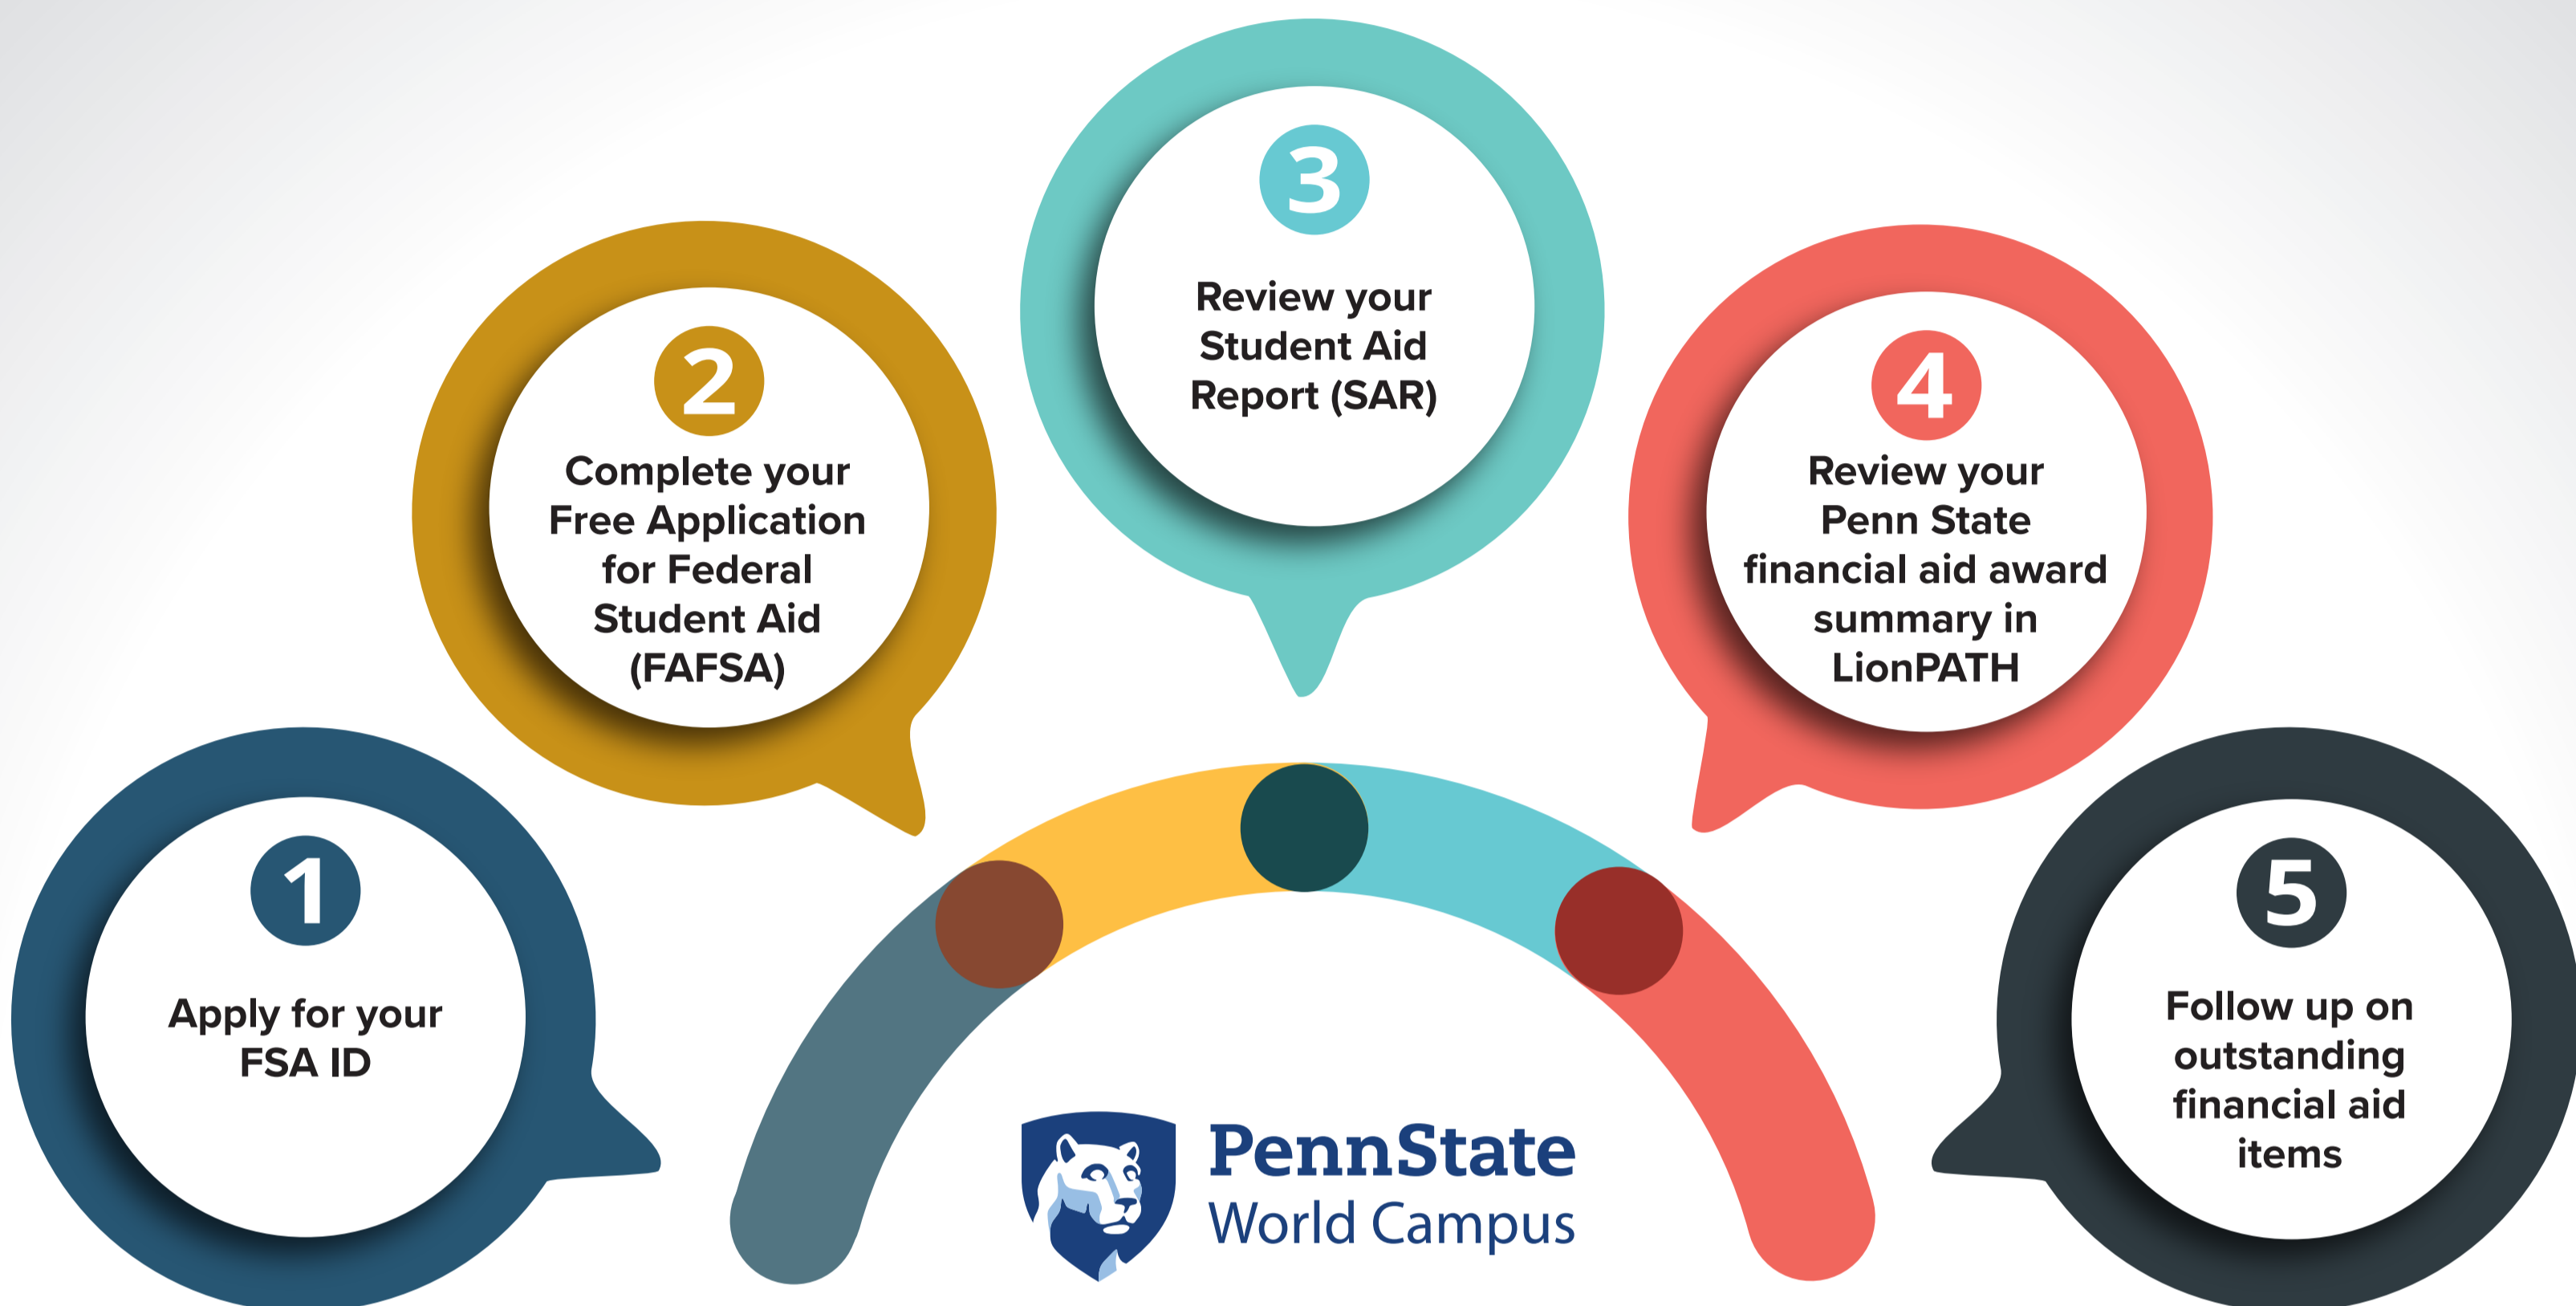 1
Apply for your
FSA ID
2
Complete your
Free Application
for Federal
Student Aid
(FAFSA)
3
Review your
Student Aid
Report (SAR)
4
Review your
Penn State
financial aid award
summary in
LionPATH
5
Follow up on
outstanding
financial aid
items
PennState
World Campus